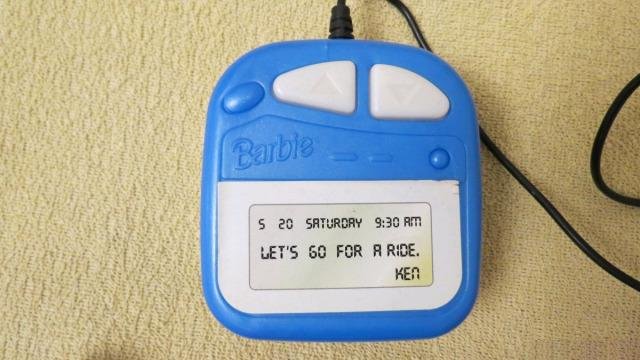 Barbie
5 20 SATURDAY 9:30 AM
LET'S GO FOR A RIDE.
KEN